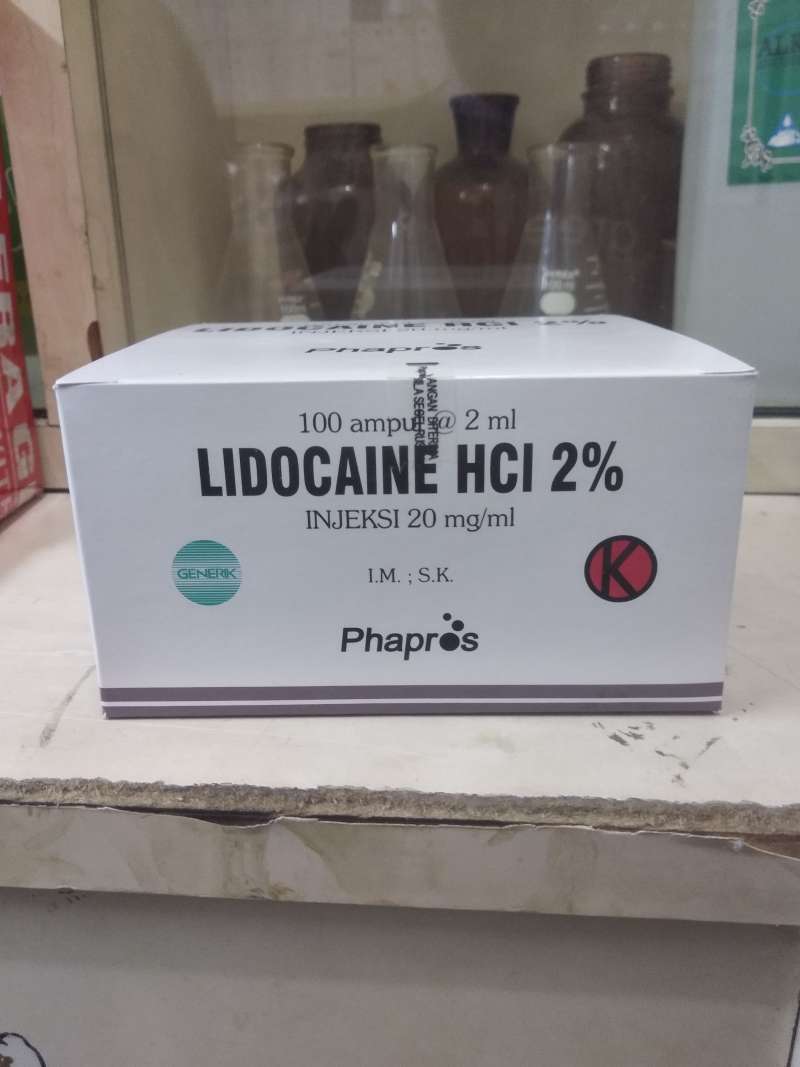 LIDOCAINE HCl 2%
Phapros
100 ampul @ 2 ml
LIDOCAINE HCl 2%
INJEKSI 20 mg/ml
GENERIK
I.M. ; S.K.
K
Phapros